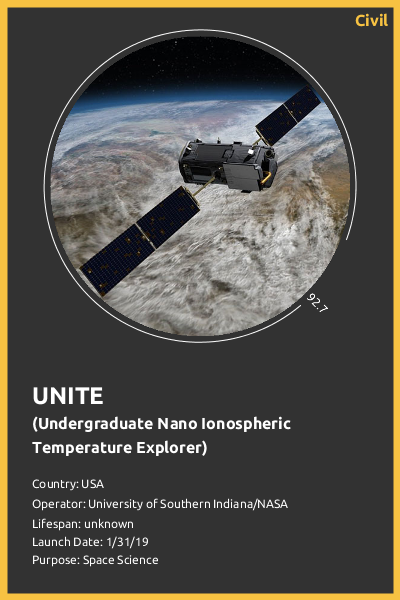 Civil
92.7
UNITE
(Undergraduate Nano Ionospheric
Temperature Explorer)
Country: USA
Operator: University of Southern Indiana/NASA
Lifespan: unknown
Launch Date: 1/31/19
Purpose: Space Science